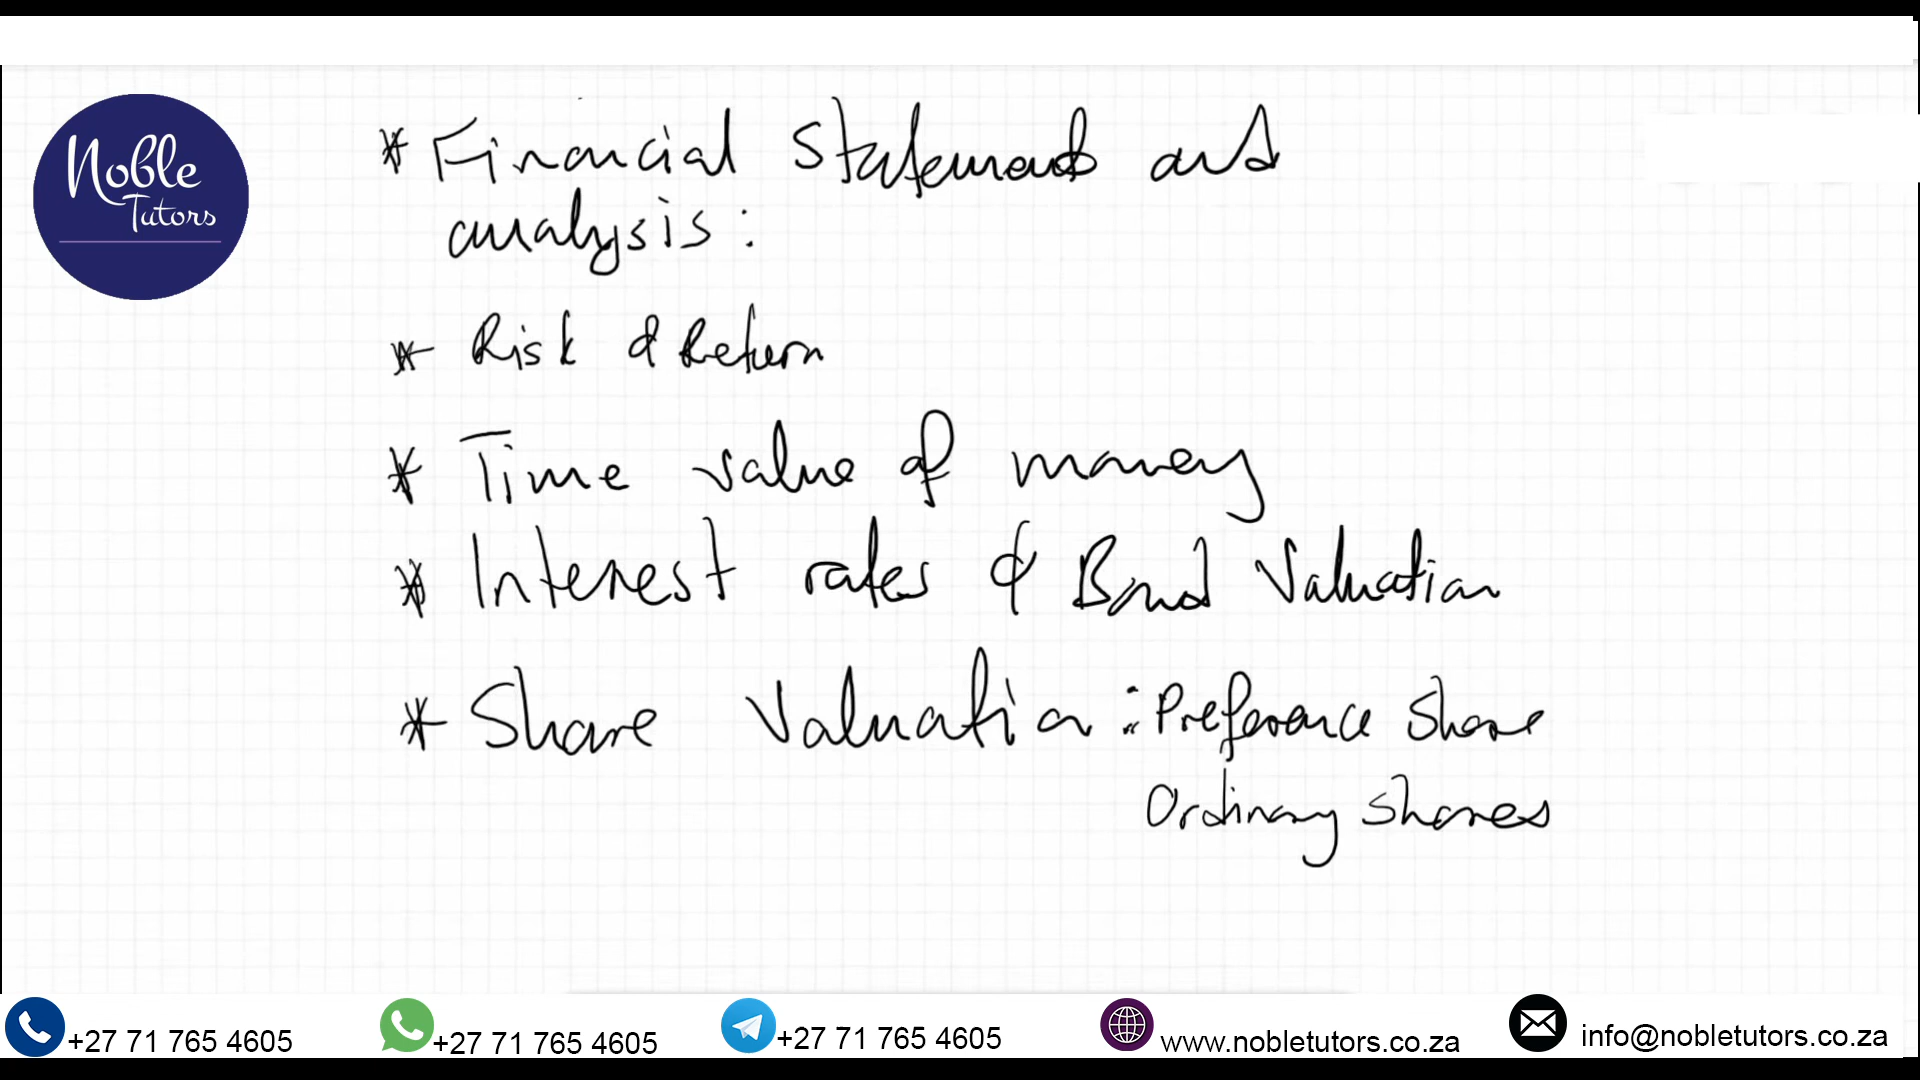 Noble
Tutors
* Financial Statements and
analysis:
* Risk & Return
* Time value of money
* Interest rates & Bond Valuation
* Share Valuation: Preference Share
Ordinary Shares
+27 71 765 4605 +27 71 765 4605 +27 71 765 4605 www.nobletutors.co.za info@nobletutors.co.za